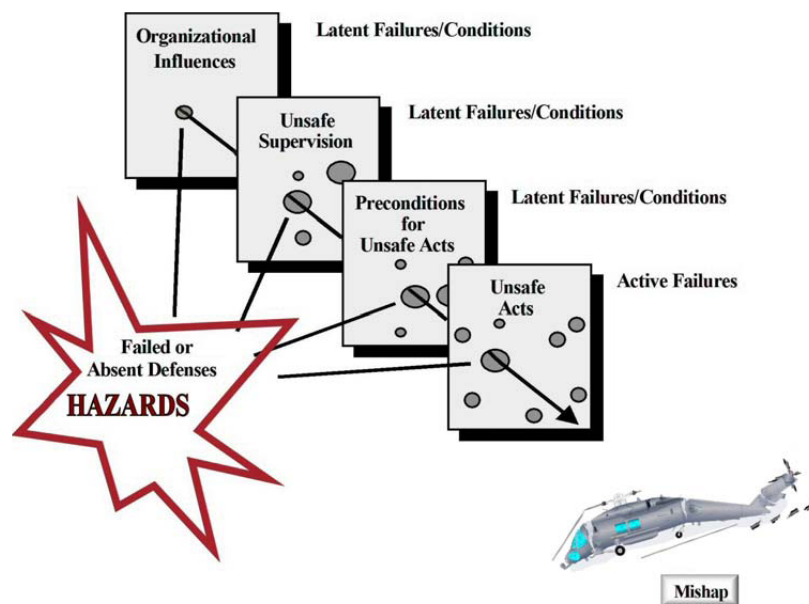 Organizational
Influences
Latent Failures/Conditions
Unsafe
Supervision
Latent Failures/Conditions
Preconditions
for
Unsafe Acts
Latent Failures/Conditions
Unsafe
Acts
Active Failures
Failed or
Absent Defenses
HAZARDS
Mishap